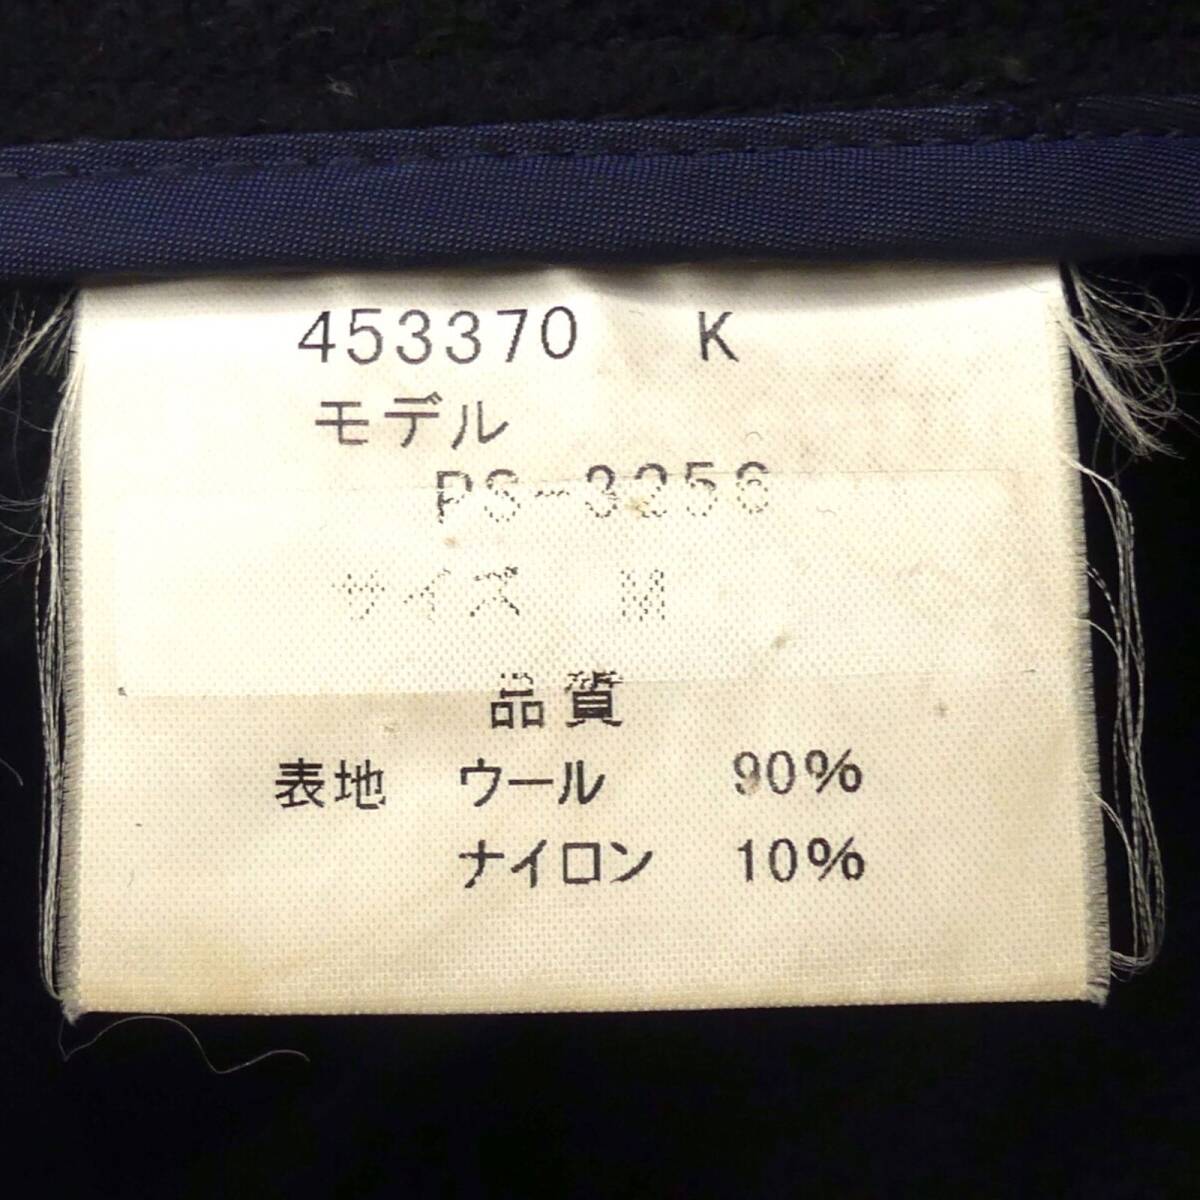 453370 K
モデル
PS-3256
サイズ M
品質
表地 ウール 90%
ナイロン 10%